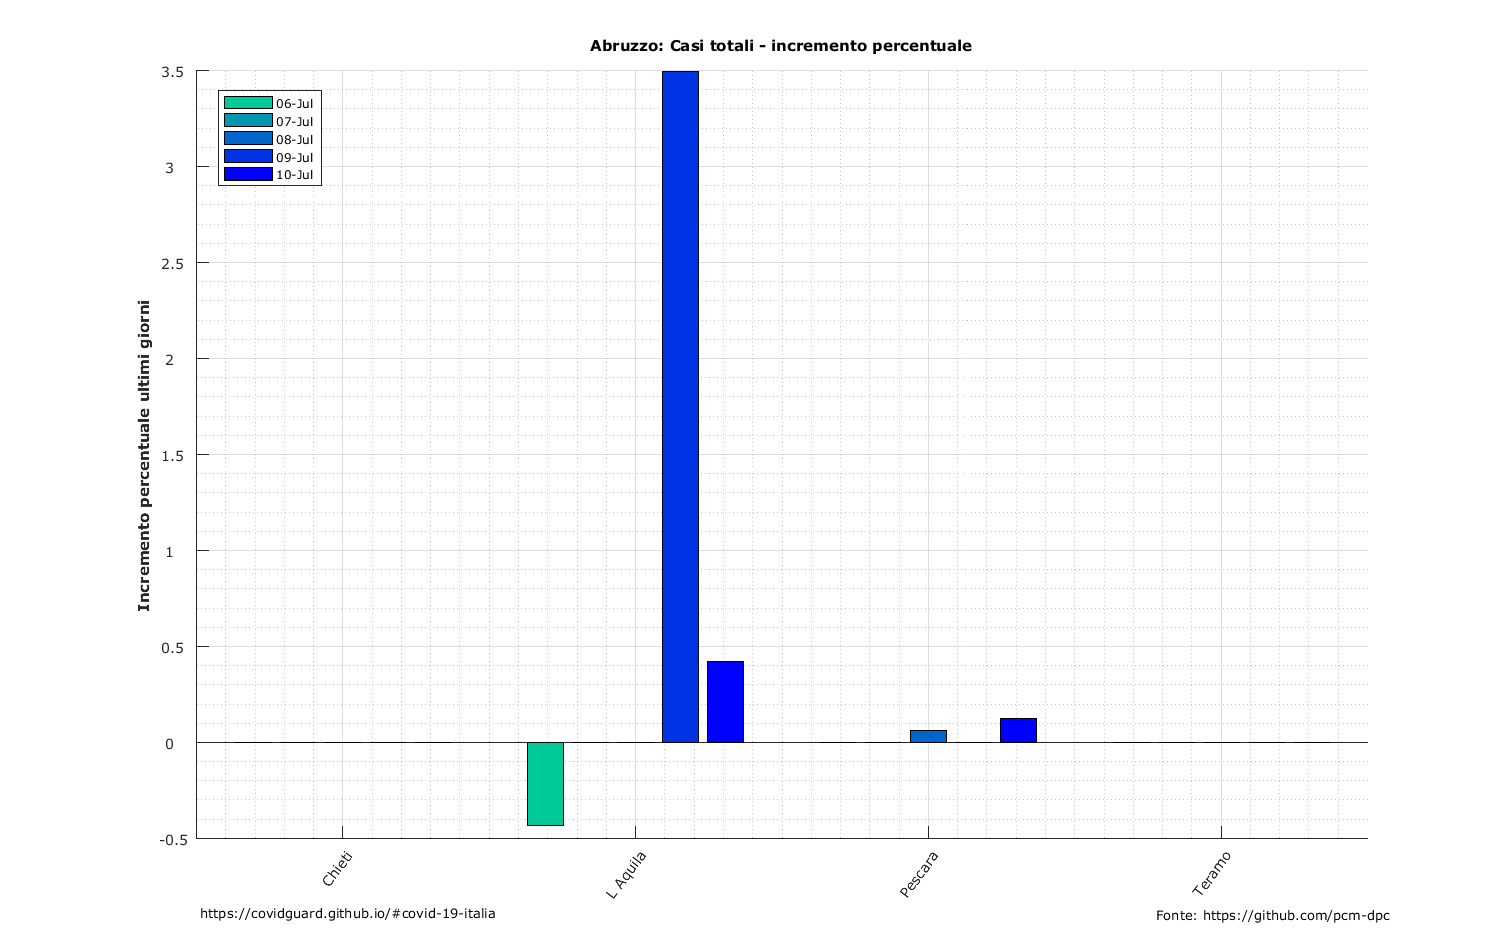 Abruzzo: Casi totali - incremento percentuale
3.5
3
2.5
2
1.5
1
0.5
0
-0.5
Incremento percentuale ultimi giorni
06-Jul
07-Jul
08-Jul
09-Jul
10-Jul
Chieti
L Aquila
Pescara
Teramo
https://covidguard.github.io/#covid-19-italia
Fonte: https://github.com/pcm-dpc